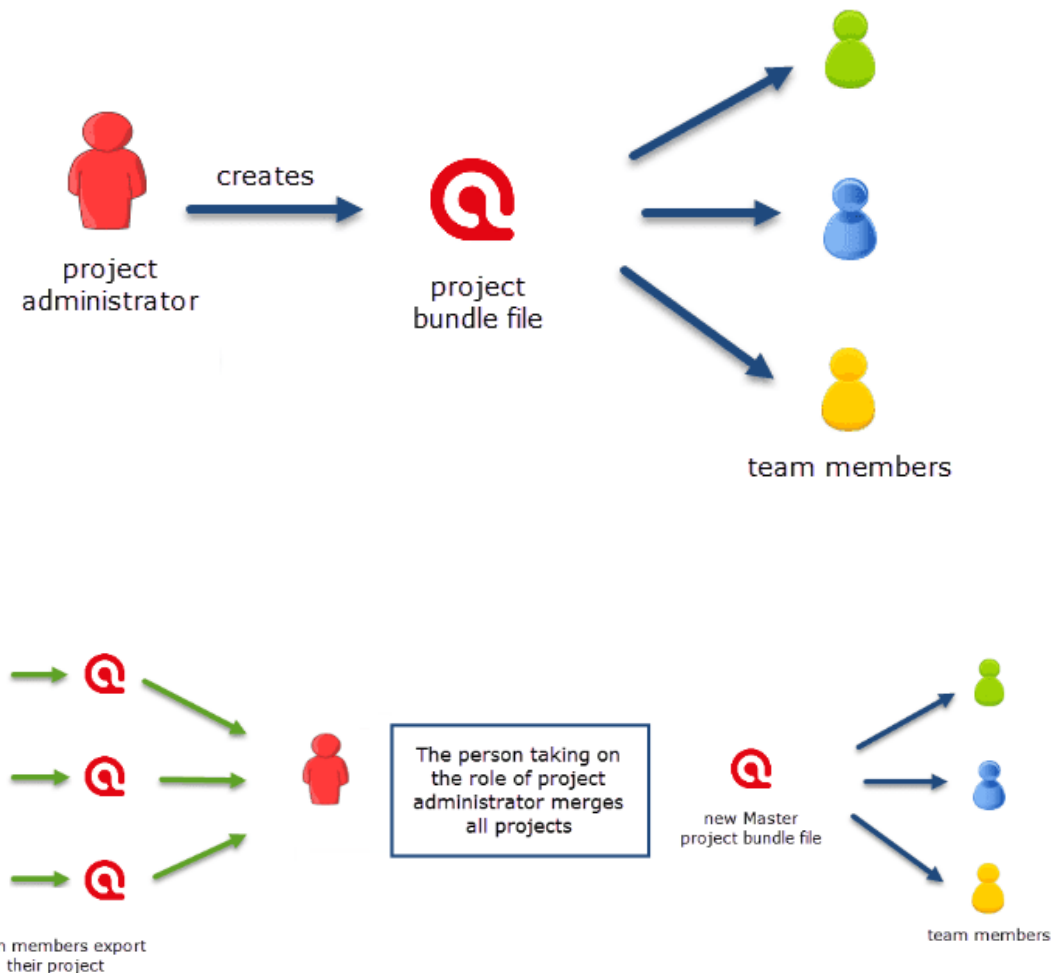 creates
project
administrator
project
bundle file
team members
The person taking on
the role of project
administrator merges
all projects
new Master
project bundle file
members export
their project
team members